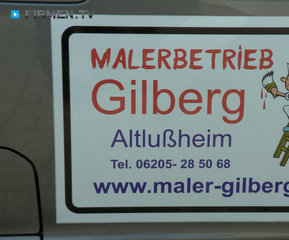 FIRMEN.TV
MALERBETRIEB
Gilberg
Altlußheim
Tel. 06205- 28 50 68
www.maler-gilberg